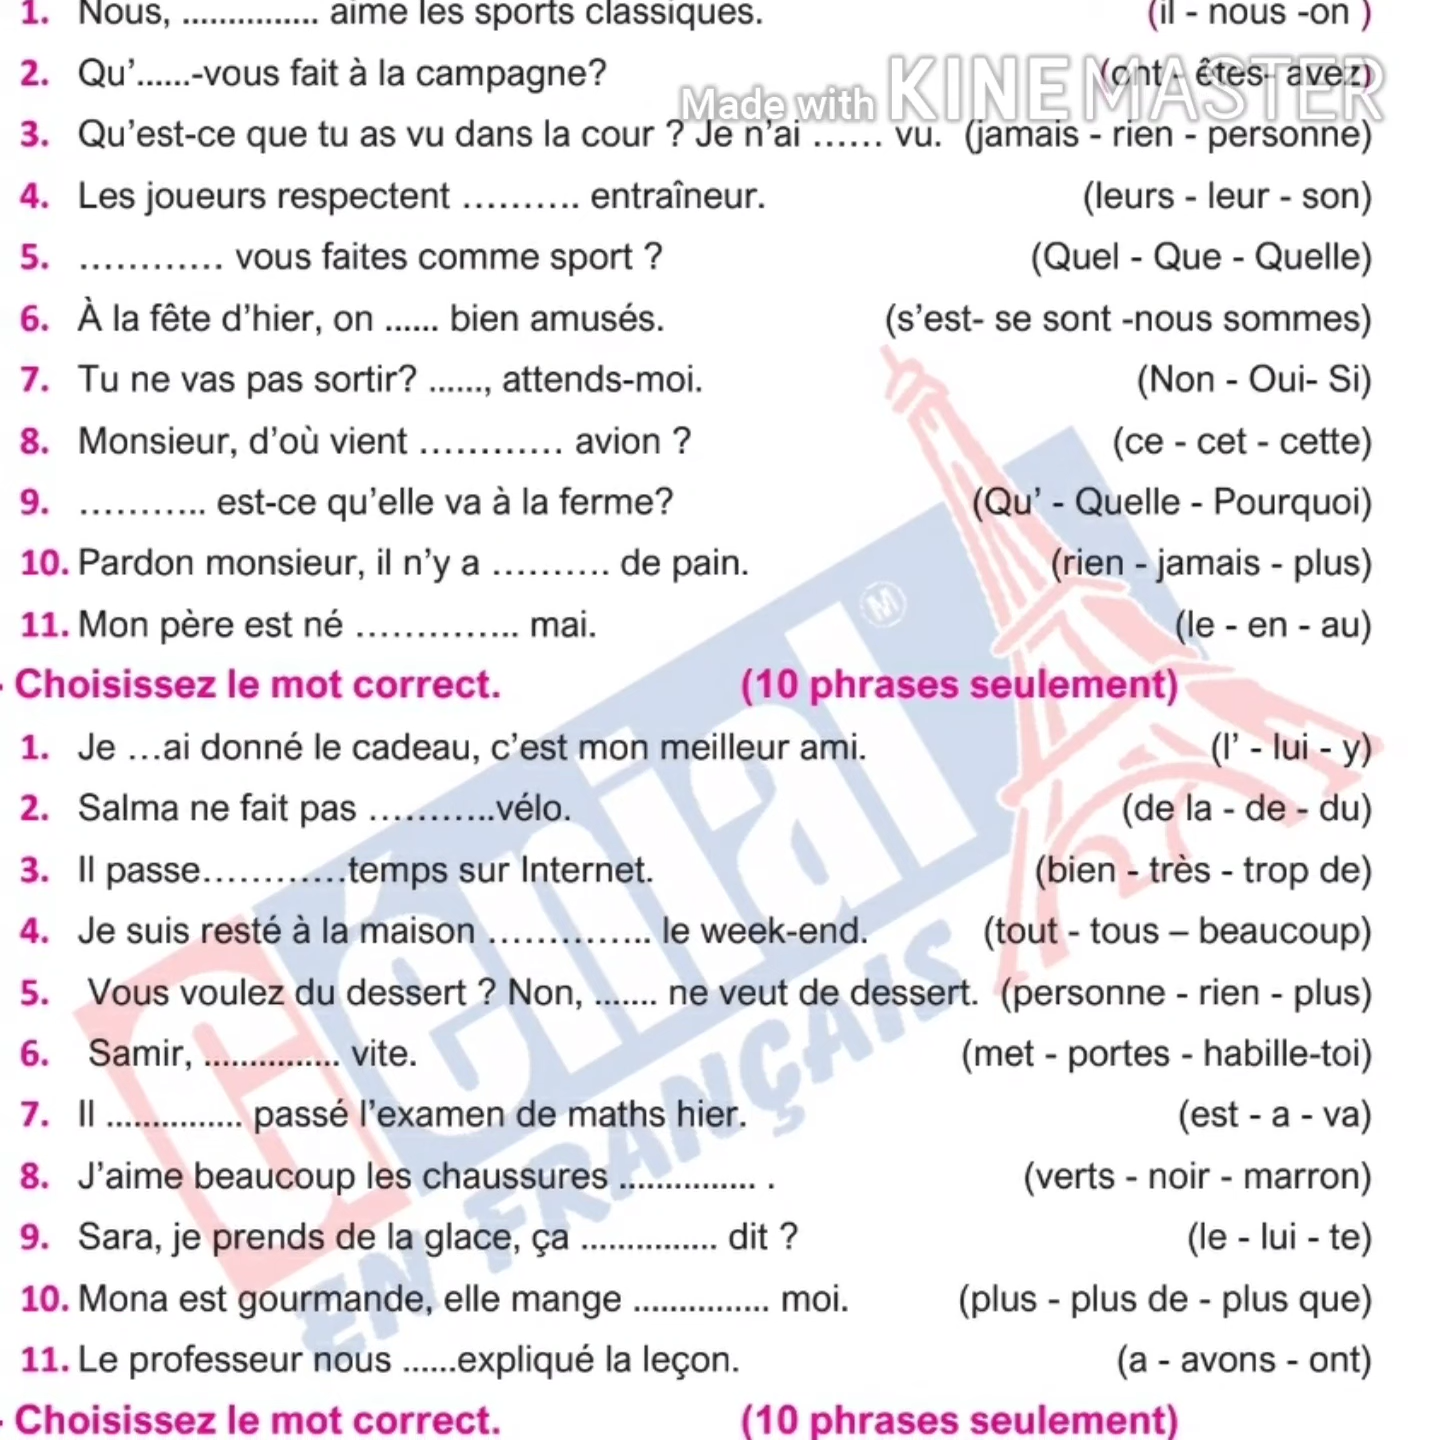 1. Nous, ............... aime les sports classiques. (il - nous -on )
2. Qu'......-vous fait à la campagne? (ont - êtes- avez)
Made with KINEMASTER
3. Qu'est-ce que tu as vu dans la cour ? Je n'ai ...... vu. (jamais - rien - personne)
4. Les joueurs respectent .......... entraîneur. (leurs - leur - son)
5. ............ vous faites comme sport ? (Quel - Que - Quelle)
6. À la fête d'hier, on ...... bien amusés. (s'est- se sont -nous sommes)
7. Tu ne vas pas sortir? ......, attends-moi. (Non - Oui- Si)
8. Monsieur, d'où vient ............ avion ? (ce - cet - cette)
9. ........... est-ce qu'elle va à la ferme? (Qu' - Quelle - Pourquoi)
10. Pardon monsieur, il n'y a .......... de pain. (rien - jamais - plus)
11. Mon père est né .............. mai. (le - en - au)
- Choisissez le mot correct. (10 phrases seulement)
1. Je …ai donné le cadeau, c'est mon meilleur ami. (l' - lui - y)
2. Salma ne fait pas ...........vélo. (de la - de - du)
3. Il passe............temps sur Internet. (bien - très - trop de)
4. Je suis resté à la maison .............. le week-end. (tout - tous – beaucoup)
5. Vous voulez du dessert ? Non, ....... ne veut de dessert. (personne - rien - plus)
6. Samir, ............... vite. (met - portes - habille-toi)
7. Il ............... passé l'examen de maths hier. (est - a - va)
8. J'aime beaucoup les chaussures ............... . (verts - noir - marron)
9. Sara, je prends de la glace, ça ............... dit ? (le - lui - te)
10. Mona est gourmande, elle mange ............... moi. (plus - plus de - plus que)
11. Le professeur nous ......expliqué la leçon. (a - avons - ont)
- Choisissez le mot correct. (10 phrases seulement)
Génial M
EN FRANÇAIS